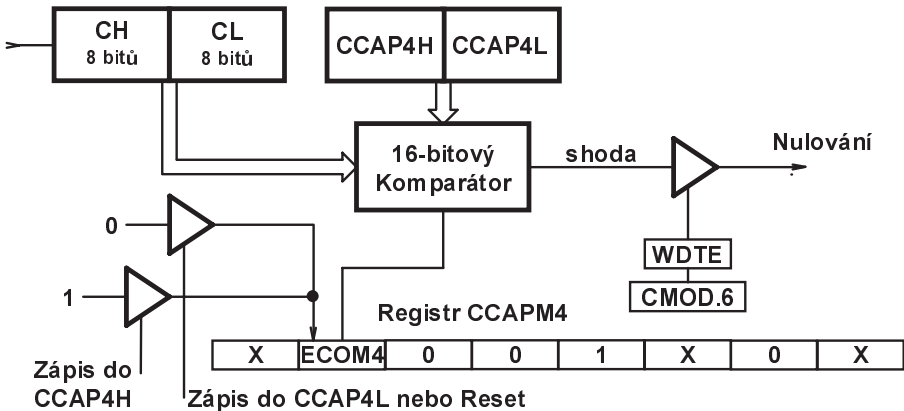 CH CL CCAP4H CCAP4L
8 bitů 8 bitů
16-bitový
Komparátor
shoda
Nulování
0
WDTE
1
CMOD.6
Registr CCAPM4
X ECOM4 0 0 1 X 0 X
Zápis do
CCAP4H
Zápis do CCAP4L nebo Reset